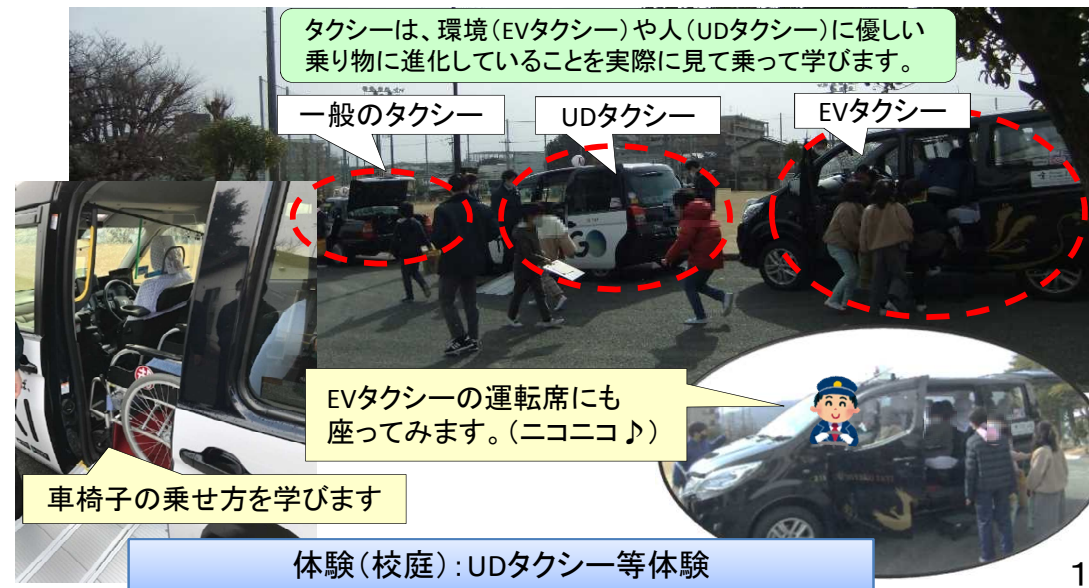 タクシーは、環境(EVタクシー)や人(UDタクシー)に優しい
乗り物に進化していることを実際に見て乗って学びます。
一般のタクシー
UDタクシー
EVタクシー
GO
EVタクシーの運転席にも
座ってみます。(ニコニコ♪)
車椅子の乗せ方を学びます
体験(校庭):UDタクシー等体験
1